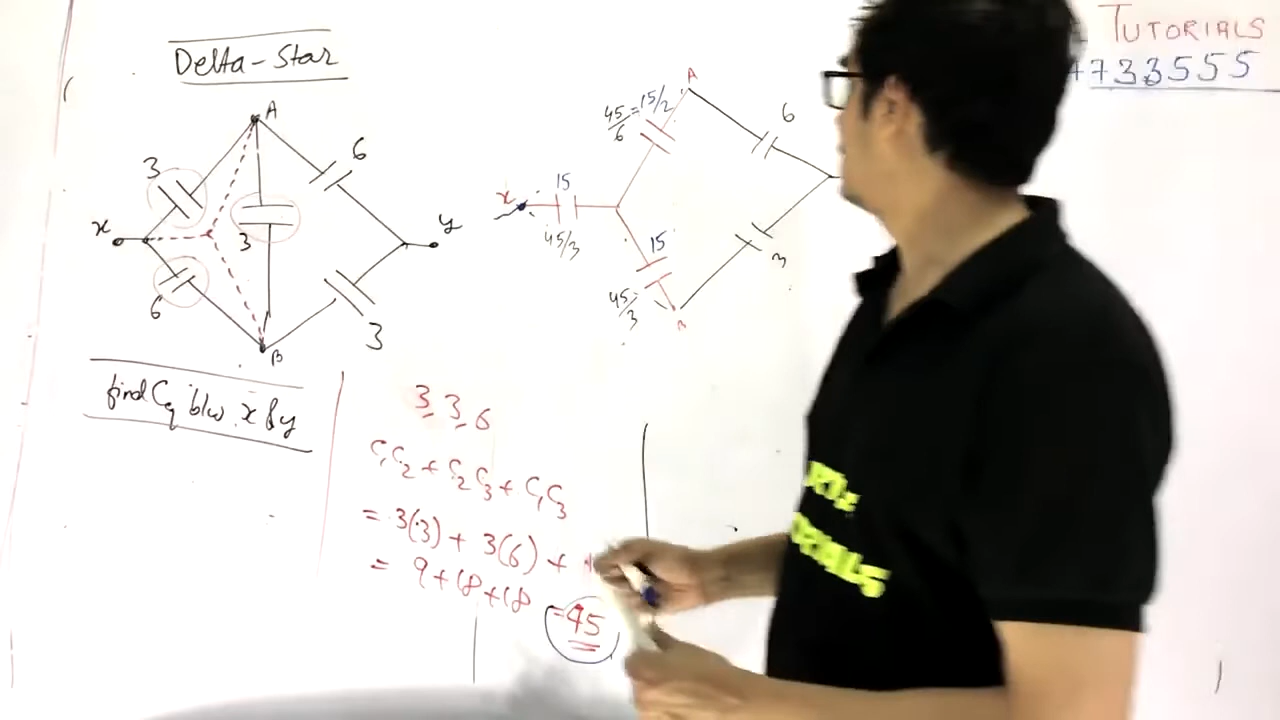 Delta-Star
A
3
6
x
y
3
6
3
B
find Cq b/w x & y
3 3 6
C₁C₂ + C₂C₃ + C₁C₃
= 3(3) + 3(6) +
= 9+18+18 =45
A
45/6 = 15/2
6
x
15
45/3
15
45/3
3
B
TUTORIALS
733555